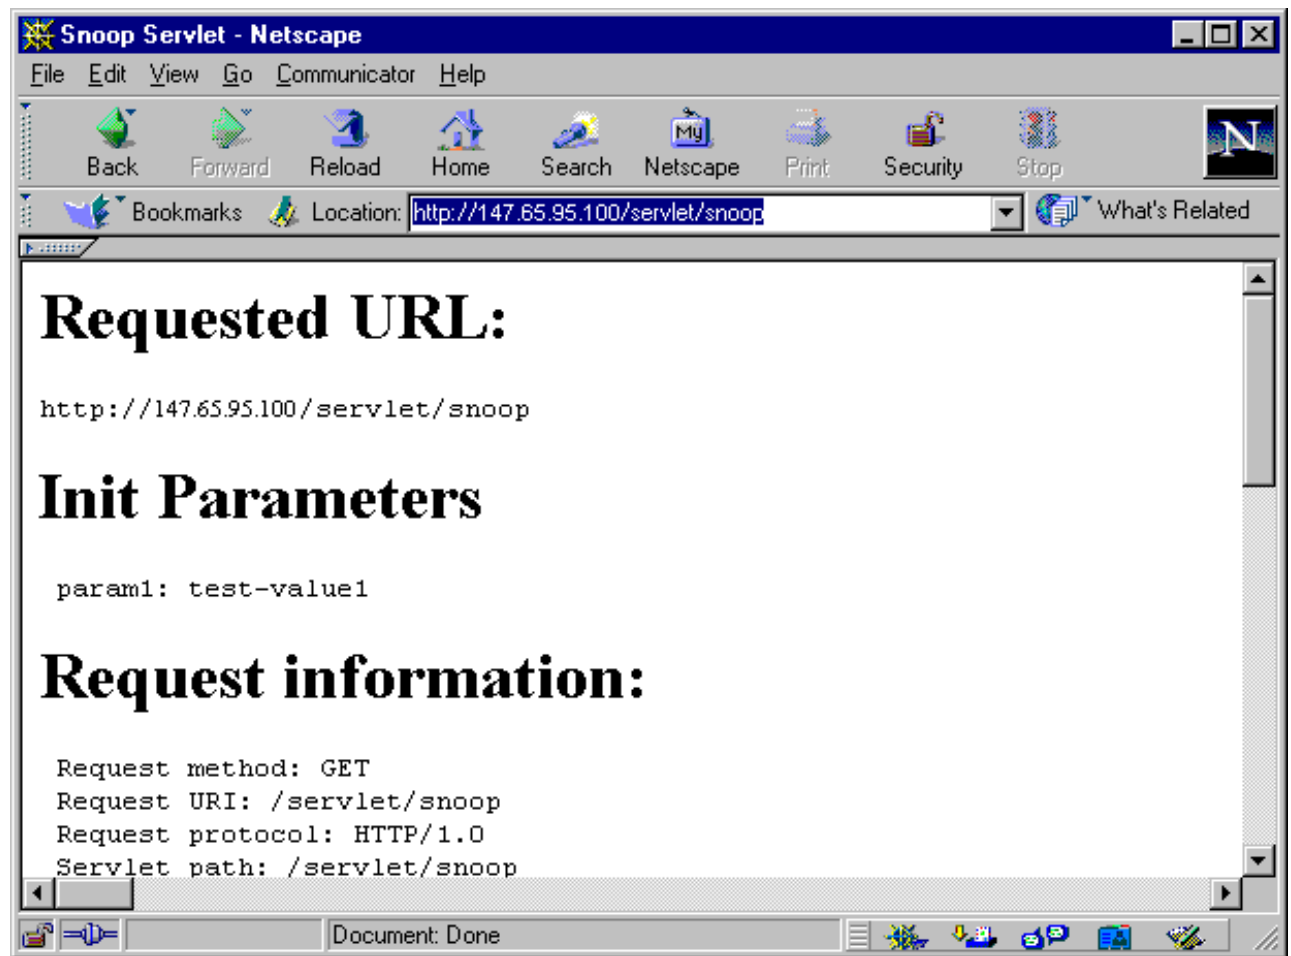 Snoop Servlet - Netscape
File Edit View Go Communicator Help
Back Forward Reload Home Search My Netscape Print Security Stop N
Bookmarks Location: http://147.65.95.100/servlet/snoop What's Related
Requested URL:
http://147.65.95.100/servlet/snoop
Init Parameters
param1: test-value1
Request information:
Request method: GET
Request URI: /servlet/snoop
Request protocol: HTTP/1.0
Servlet path: /servlet/snoop
Document: Done